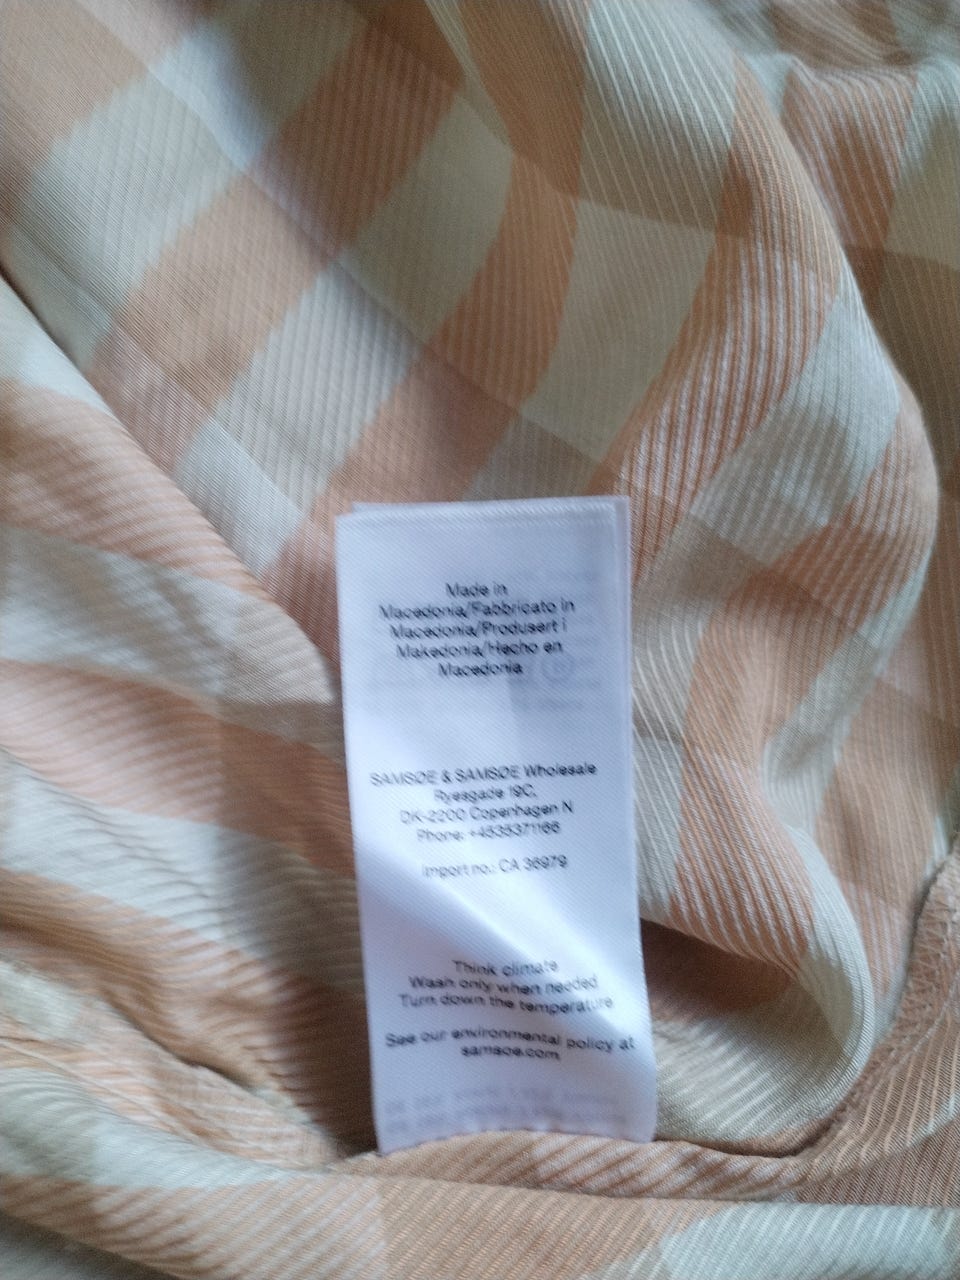 Made in
Macedonia/Fabbricato in
Macedonia/Produsert i
Makedonia/Hecho en
Macedonia
SAMSØE & SAMSØE Wholesale
Ryesgade 19C,
DK-2200 Copenhagen N
Phone: +4535371166
Import no.: CA 36979
Think climate
Wash only when needed
Turn down the temperature
See our environmental policy at
samsoe.com